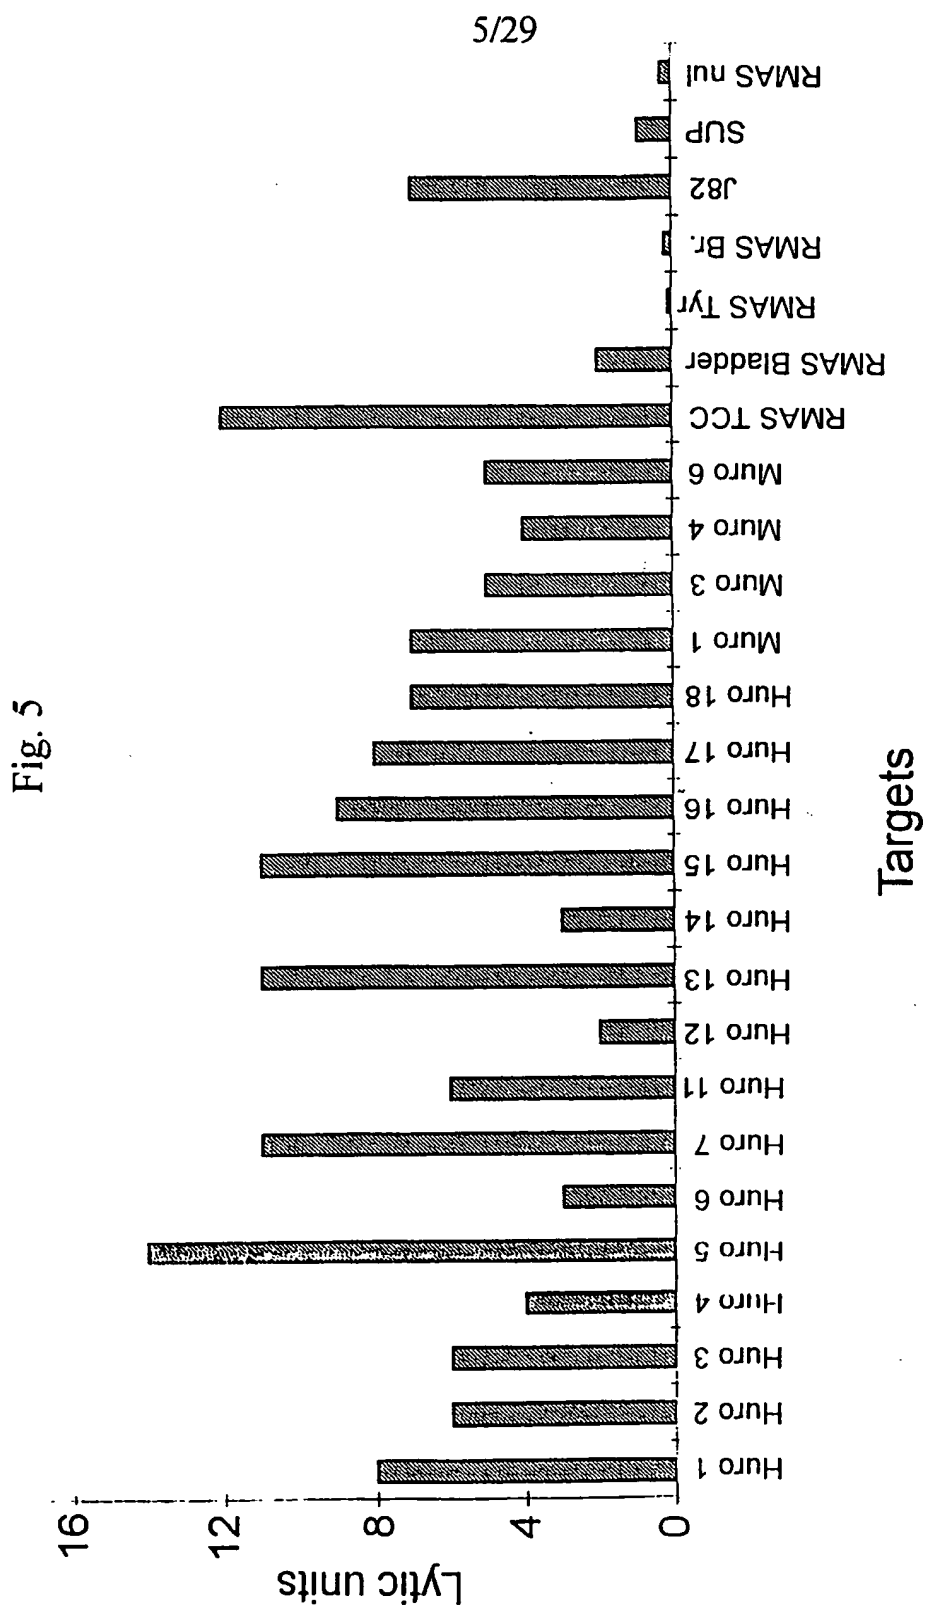 5/29
Fig. 5
Lytic units
16
12
8
4
0
Huro 1
Huro 2
Huro 3
Huro 4
Huro 5
Huro 6
Huro 7
Huro 11
Huro 12
Huro 13
Huro 14
Huro 15
Huro 16
Huro 17
Huro 18
Muro 1
Muro 3
Muro 4
Muro 6
RMAS TCC
RMAS Bladder
RMAS Tyr
RMAS Br.
J82
SUP
RMAS nul
Targets